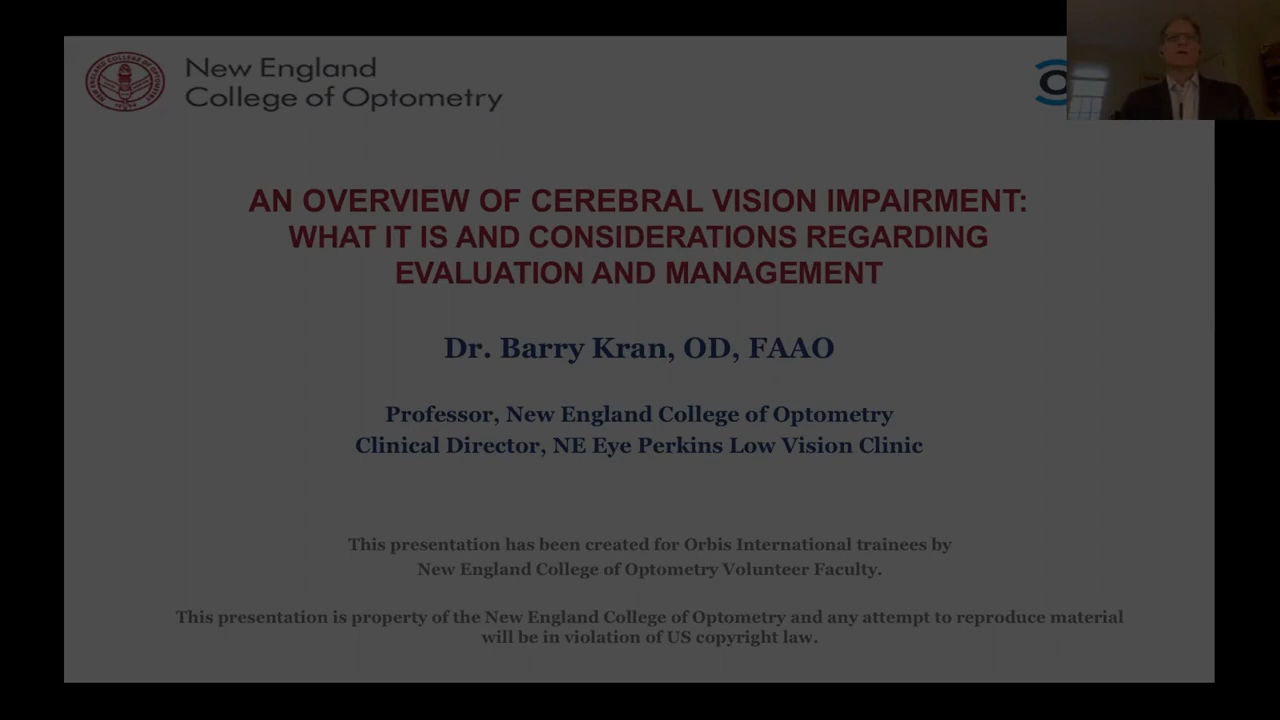 New England
College of Optometry
AN OVERVIEW OF CEREBRAL VISION IMPAIRMENT:
WHAT IT IS AND CONSIDERATIONS REGARDING
EVALUATION AND MANAGEMENT
Dr. Barry Kran, OD, FAAO
Professor, New England College of Optometry
Clinical Director, NE Eye Perkins Low Vision Clinic
This presentation has been created for Orbis International trainees by
New England College of Optometry Volunteer Faculty.
This presentation is property of the New England College of Optometry and any attempt to reproduce material
will be in violation of US copyright law.